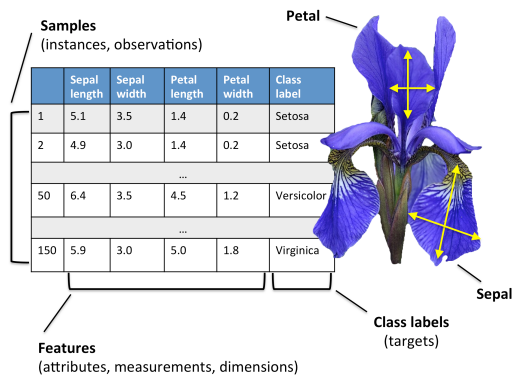 Samples
(instances, observations)
Petal
Sepal length Sepal width Petal length Petal width Class label
1 5.1 3.5 1.4 0.2 Setosa
2 4.9 3.0 1.4 0.2 Setosa
...
50 6.4 3.5 4.5 1.2 Versicolor
...
150 5.9 3.0 5.0 1.8 Virginica
Sepal
Class labels
(targets)
Features
(attributes, measurements, dimensions)